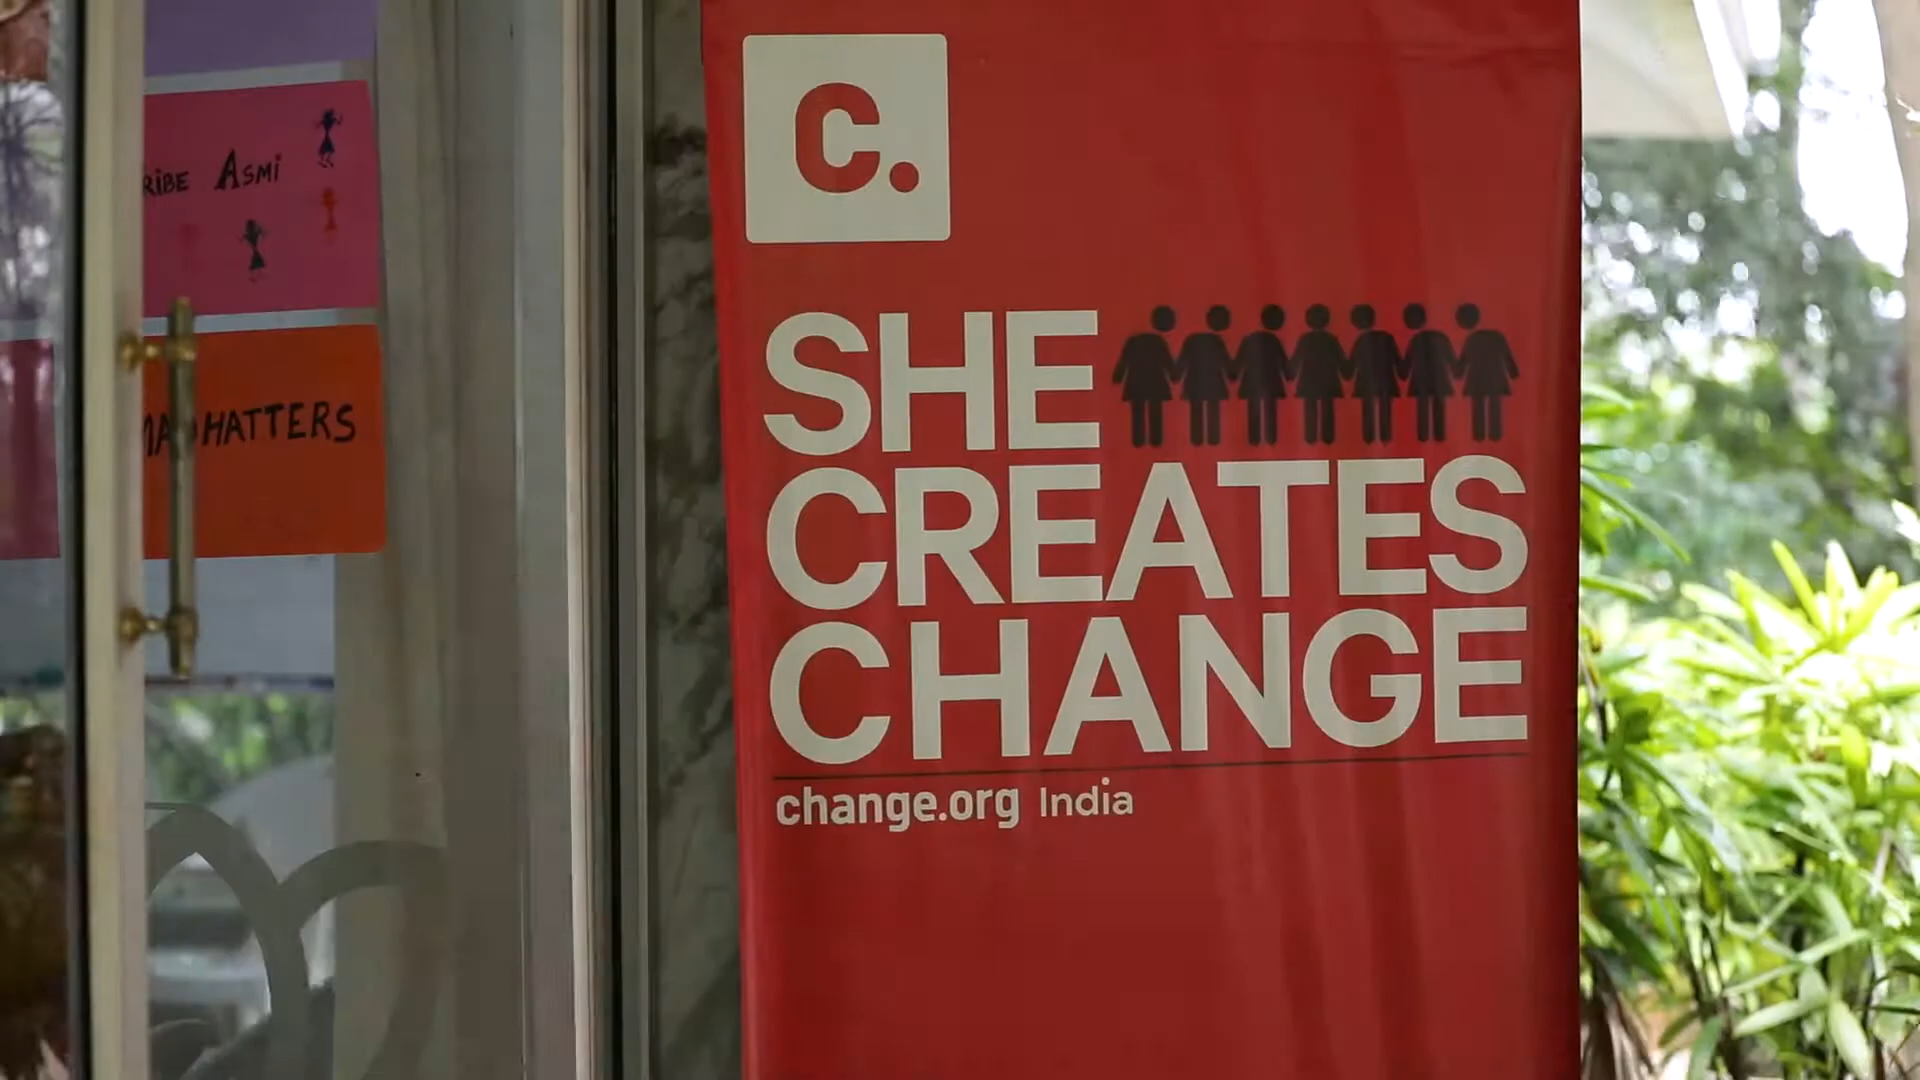 ASMI
HATTERS
C.
SHE
CREATES
CHANGE
change.org India